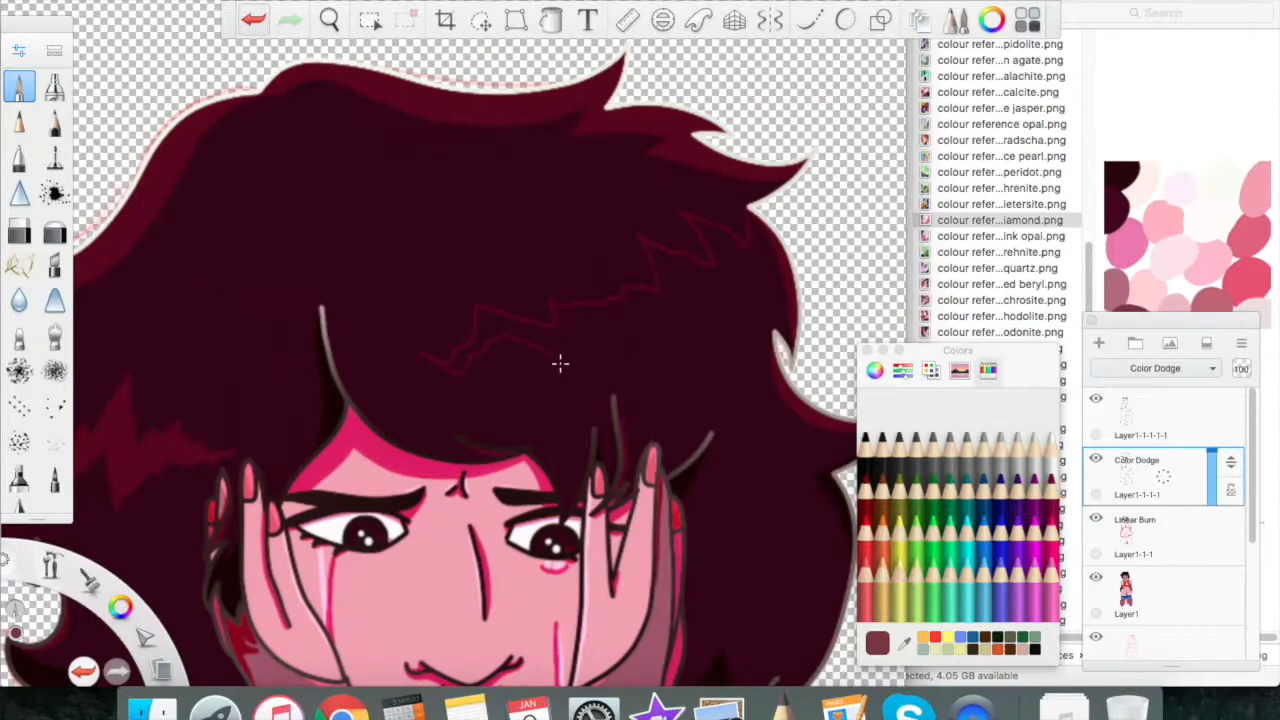 Search
colour refer...pidolite.png
colour refer...n agate.png
colour refer...alachite.png
colour refer...calcite.png
colour refer...e jasper.png
colour reference opal.png
colour refer...radscha.png
colour refer...ce pearl.png
colour refer...peridot.png
colour refer...hrenite.png
colour refer...ietersite.png
colour refer...iamond.png
colour refer...ink opal.png
colour refer...rehnite.png
colour refer...quartz.png
colour refer...ed beryl.png
colour refer...chrosite.png
colour refer...hodolite.png
colour refer...odonite.png
Colors
Color Dodge
100
Layer1-1-1-1
Color Dodge
Layer1-1-1
Linear Burn
Layer1-1
Layer1
ected, 4.05 GB available
JAN